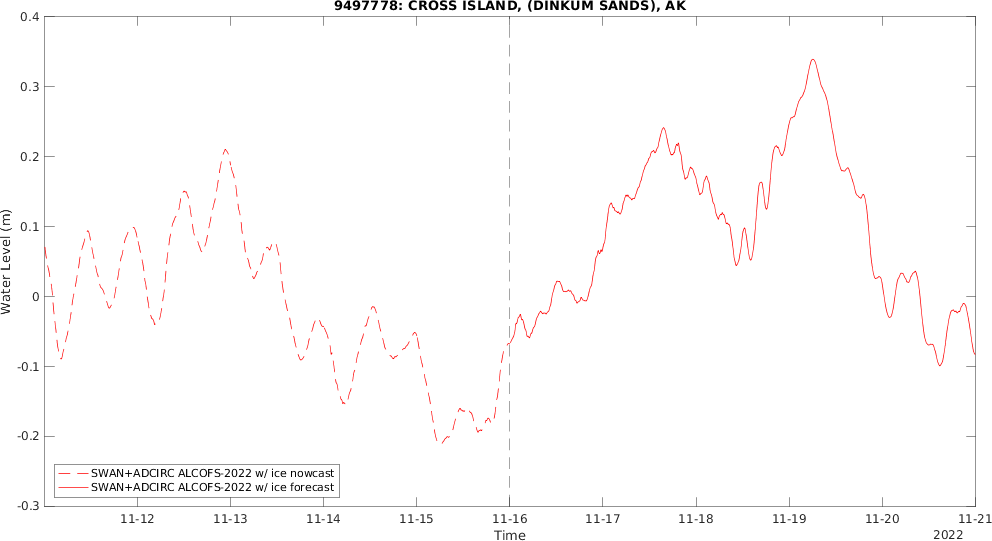 9497778: CROSS ISLAND, (DINKUM SANDS), AK
0.4
0.3
0.2
0.1
0
-0.1
-0.2
-0.3
Water Level (m)
SWAN+ADCIRC ALCOFS-2022 w/ ice nowcast
SWAN+ADCIRC ALCOFS-2022 w/ ice forecast
11-12 11-13 11-14 11-15 11-16 11-17 11-18 11-19 11-20 11-21
Time
2022